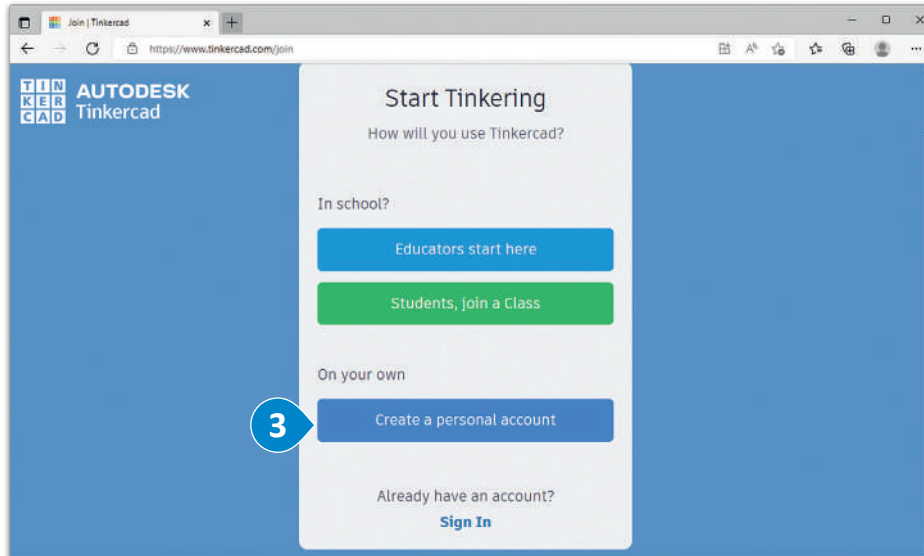 Join | Tinkercad
https://www.tinkercad.com/join
TIN
KER
CAD
AUTODESK
Tinkercad
Start Tinkering
How will you use Tinkercad?
In school?
Educators start here
Students, join a Class
On your own
3
Create a personal account
Already have an account?
Sign In